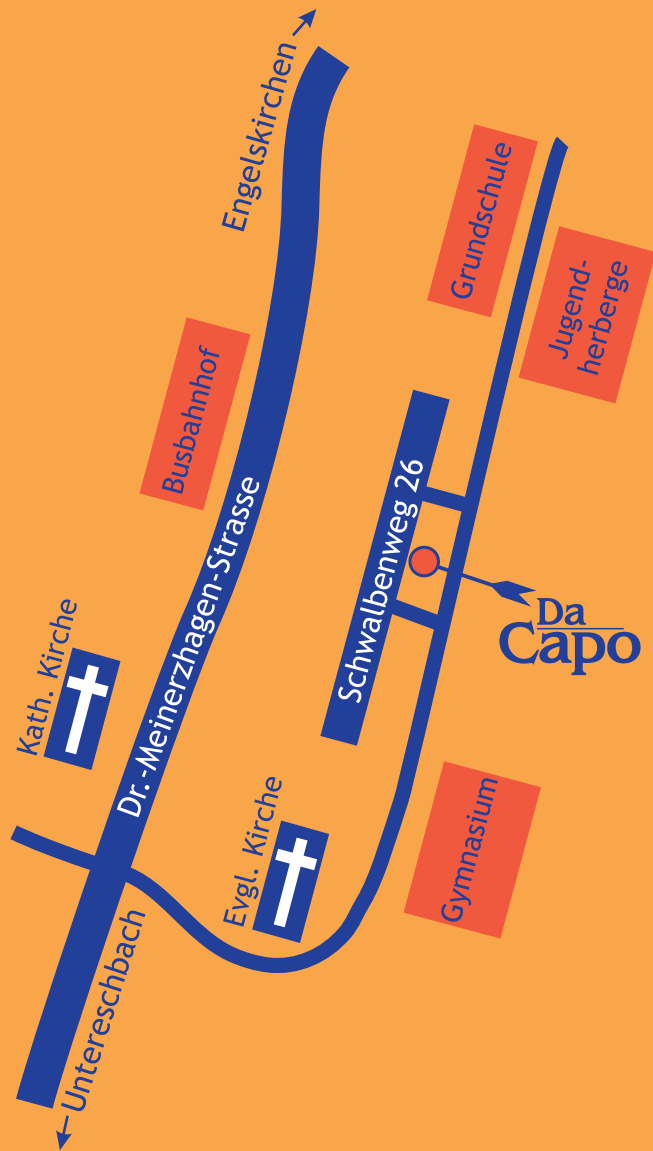 Engelskirchen
Grundschule
Jugend-
herberge
Busbahnhof
Schwalbenweg 26
Dr.-Meinerzhagen-Strasse
Da
Capo
Kath. Kirche
Evgl. Kirche
Gymnasium
Untereschbach